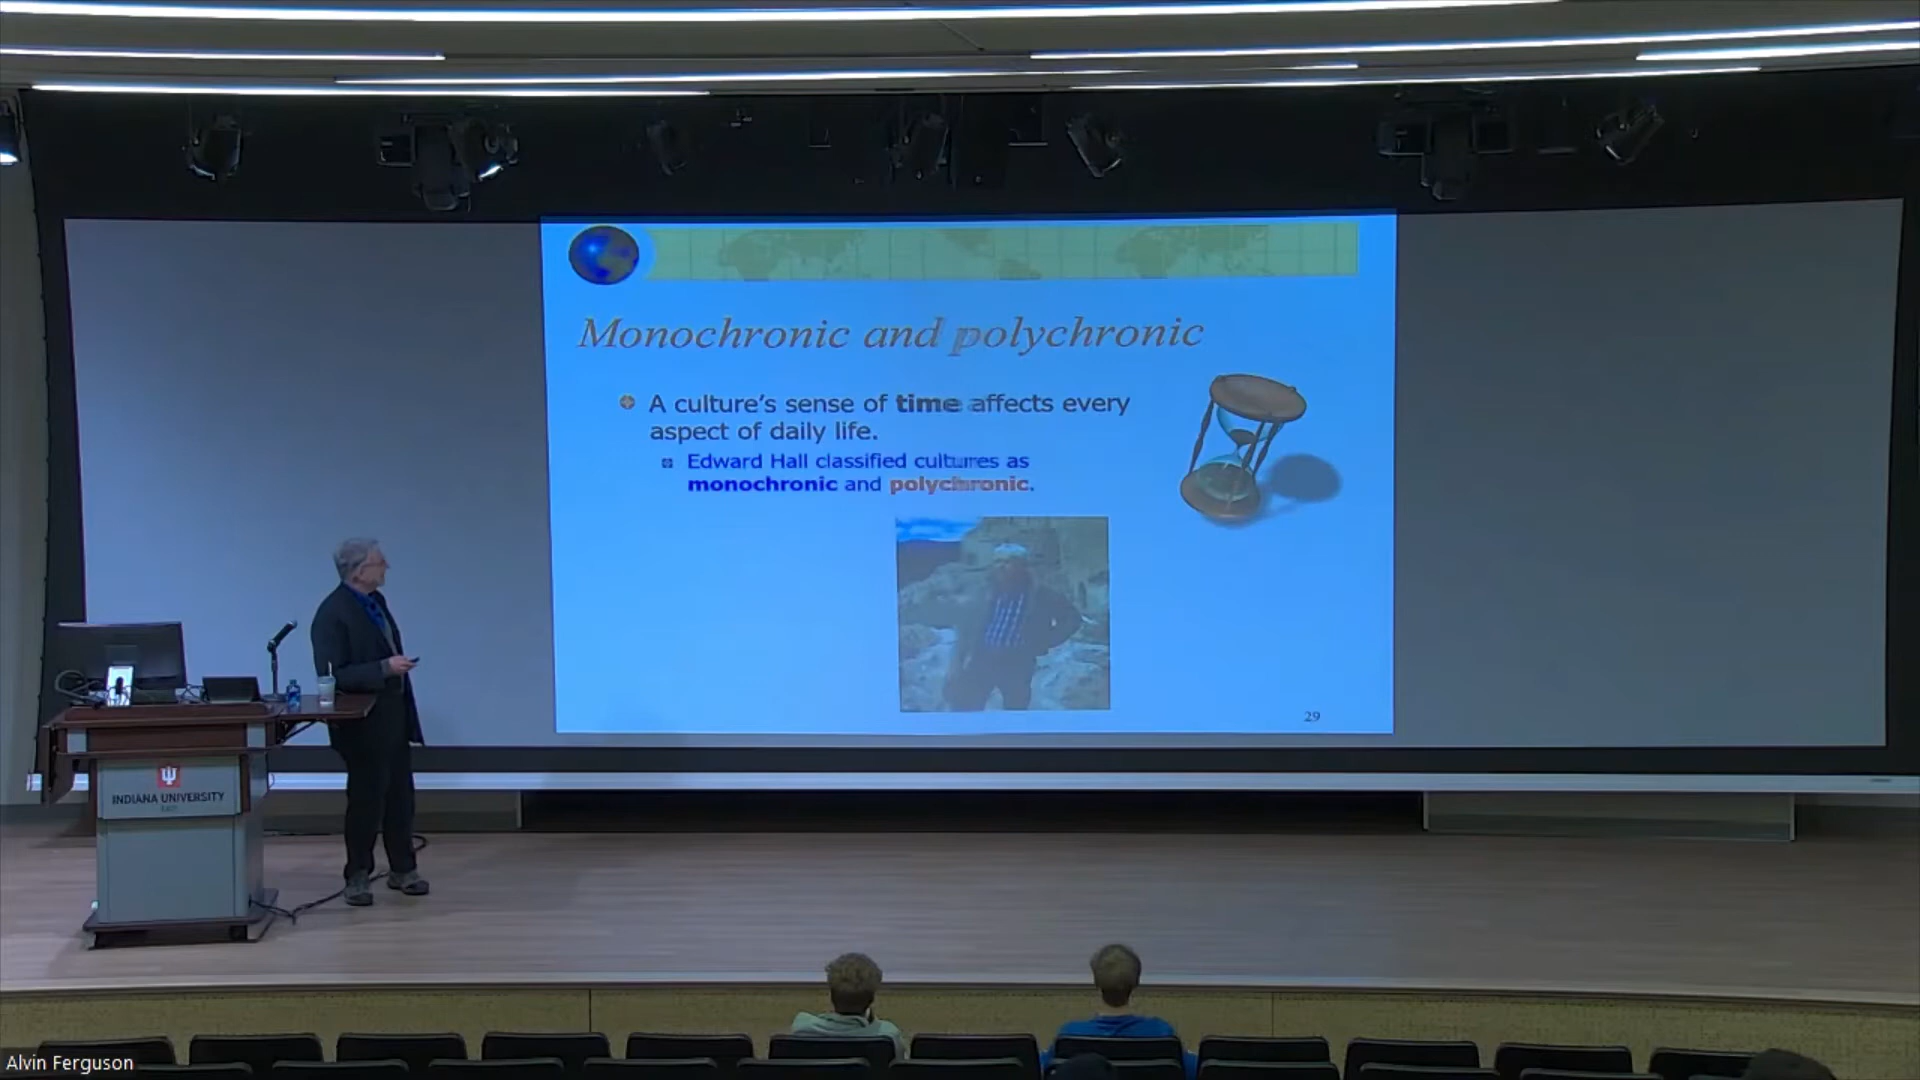 Monochronic and polychronic
A culture's sense of time affects every
aspect of daily life.
Edward Hall classified cultures as
monochronic and polychronic.
29
INDIANA UNIVERSITY
EAST
Alvin Ferguson